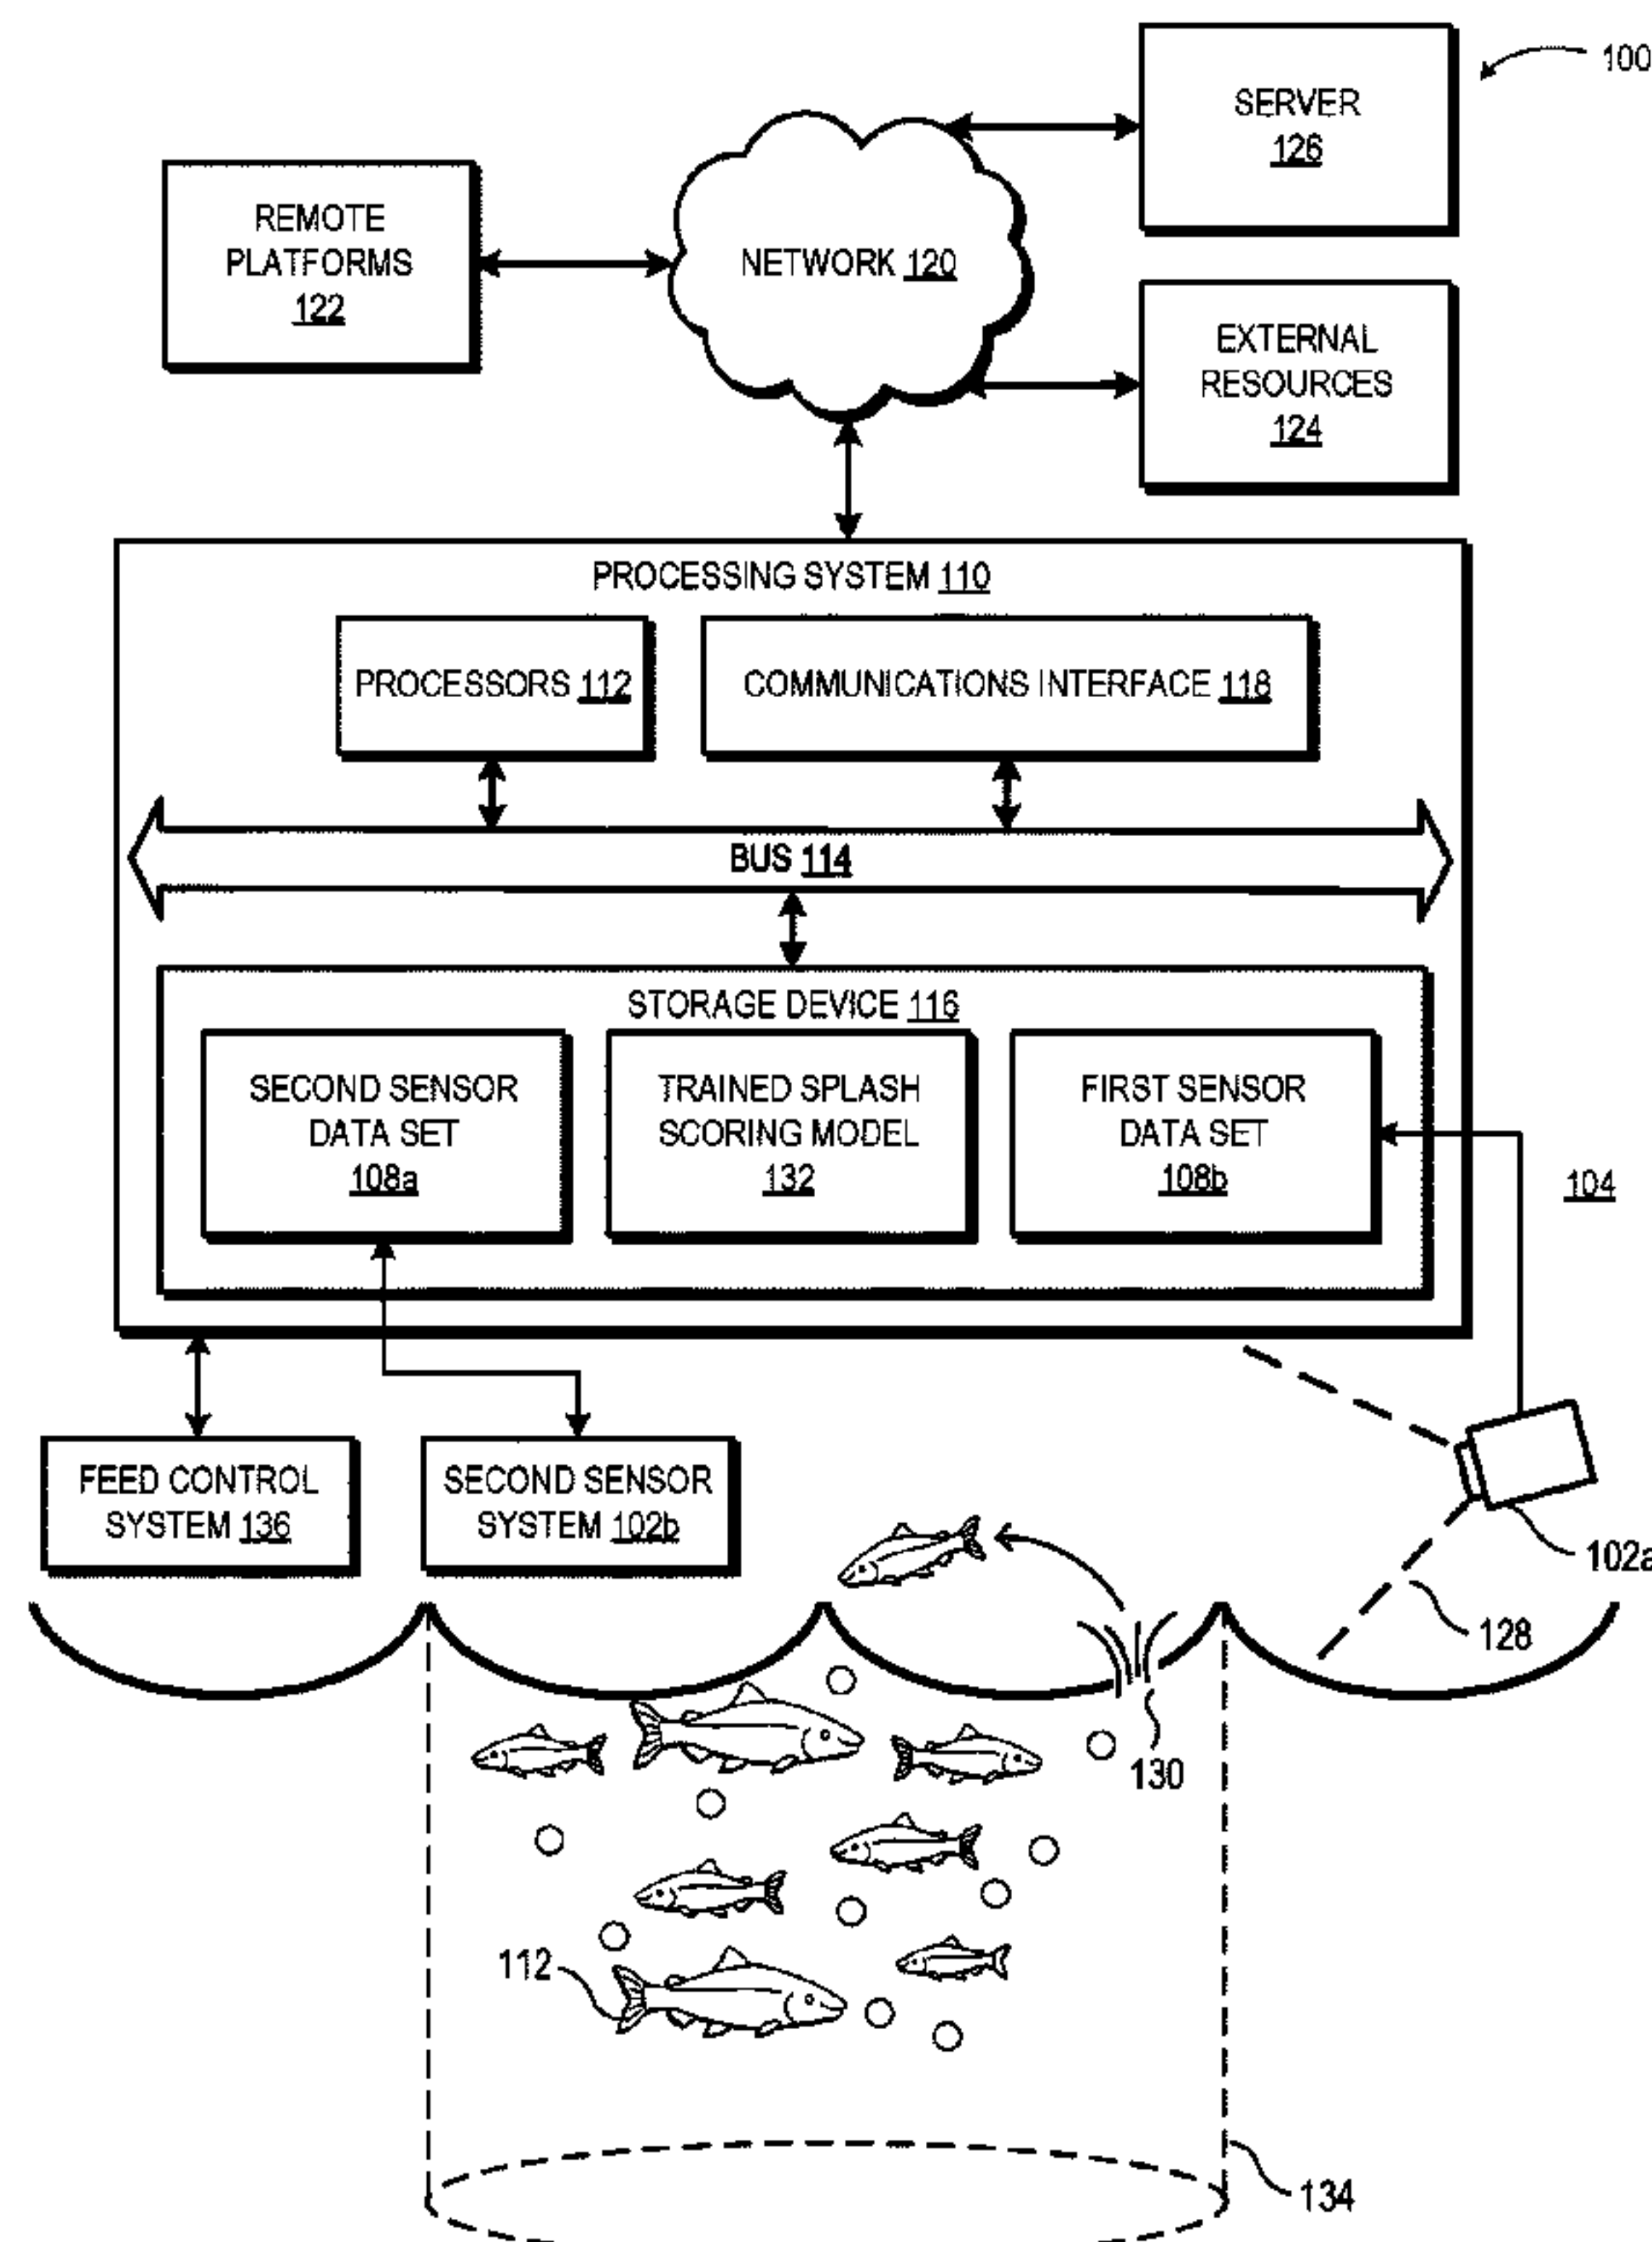 100
SERVER
126
REMOTE
PLATFORMS
122
NETWORK 120
EXTERNAL
RESOURCES
124
PROCESSING SYSTEM 110
PROCESSORS 112
COMMUNICATIONS INTERFACE 118
BUS 114
STORAGE DEVICE 116
SECOND SENSOR
DATA SET
108a
TRAINED SPLASH
SCORING MODEL
132
FIRST SENSOR
DATA SET
108b
104
FEED CONTROL
SYSTEM 136
SECOND SENSOR
SYSTEM 102b
102a
128
130
112
134